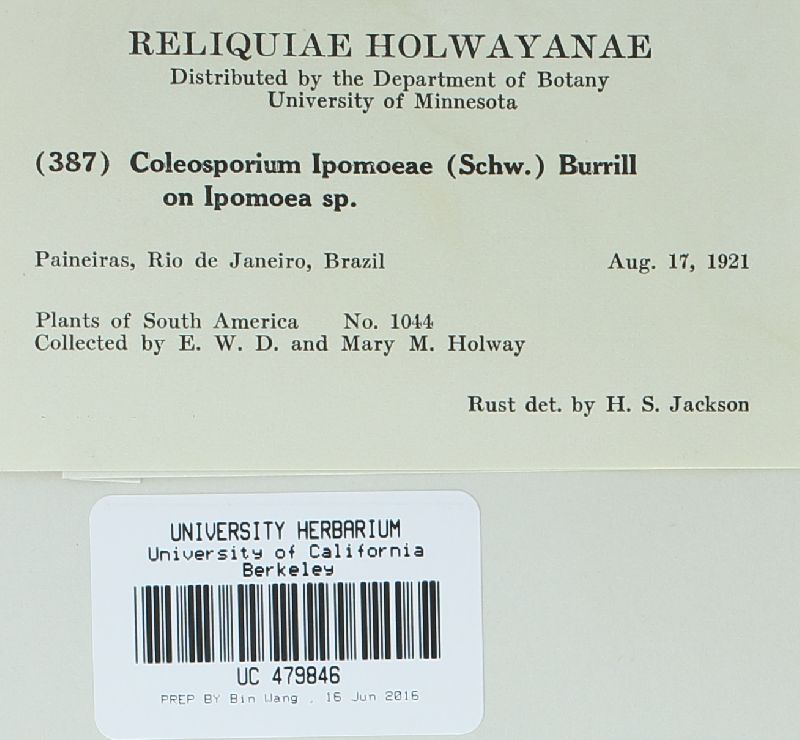 RELIQUIAE HOLWAYANAE
Distributed by the Department of Botany
University of Minnesota
(387) Coleosporium Ipomoeae (Schw.) Burrill
on Ipomoea sp.
Paineiras, Rio de Janeiro, Brazil Aug. 17, 1921
Plants of South America No. 1044
Collected by E. W. D. and Mary M. Holway
Rust det. by H. S. Jackson
UNIVERSITY HERBARIUM
University of California
Berkeley
UC 479846
PREP BY Bin Wang . 16 Jun 2016